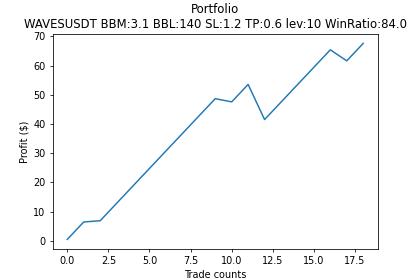 Portfolio
WAVESUSDT BBM:3.1 BBL:140 SL:1.2 TP:0.6 lev:10 WinRatio:84.0
70
60
50
40
30
20
10
0
Profit ($)
0.0 2.5 5.0 7.5 10.0 12.5 15.0 17.5
Trade counts